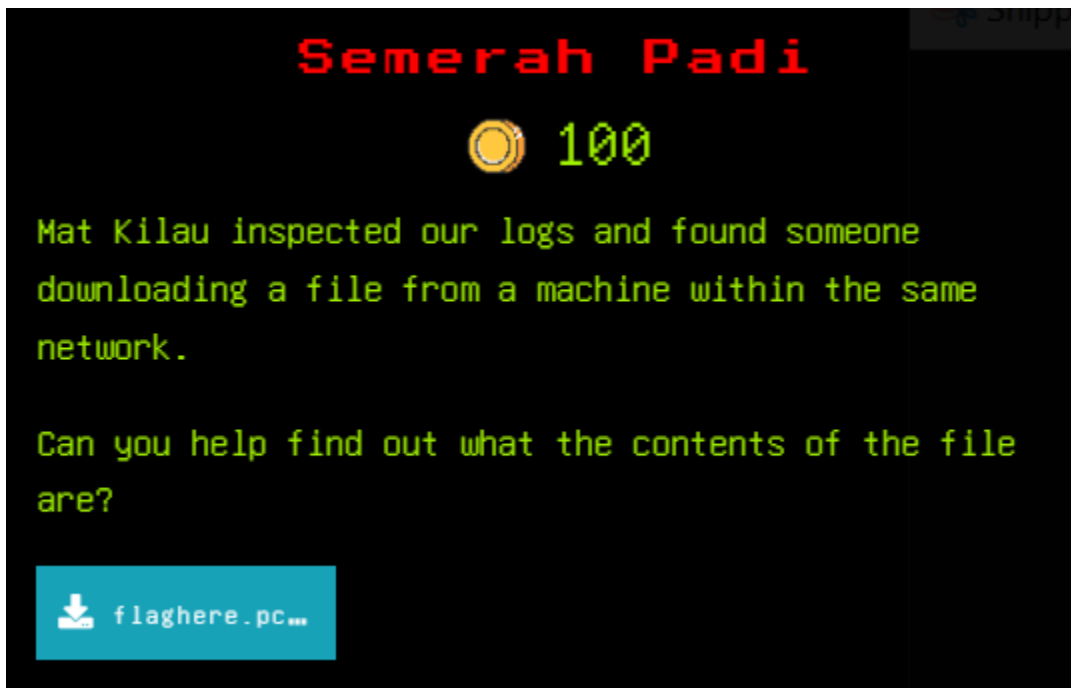 Semerah Padi
100
Mat Kilau inspected our logs and found someone
downloading a file from a machine within the same
network.
Can you help find out what the contents of the file
are?
flaghere.pc…